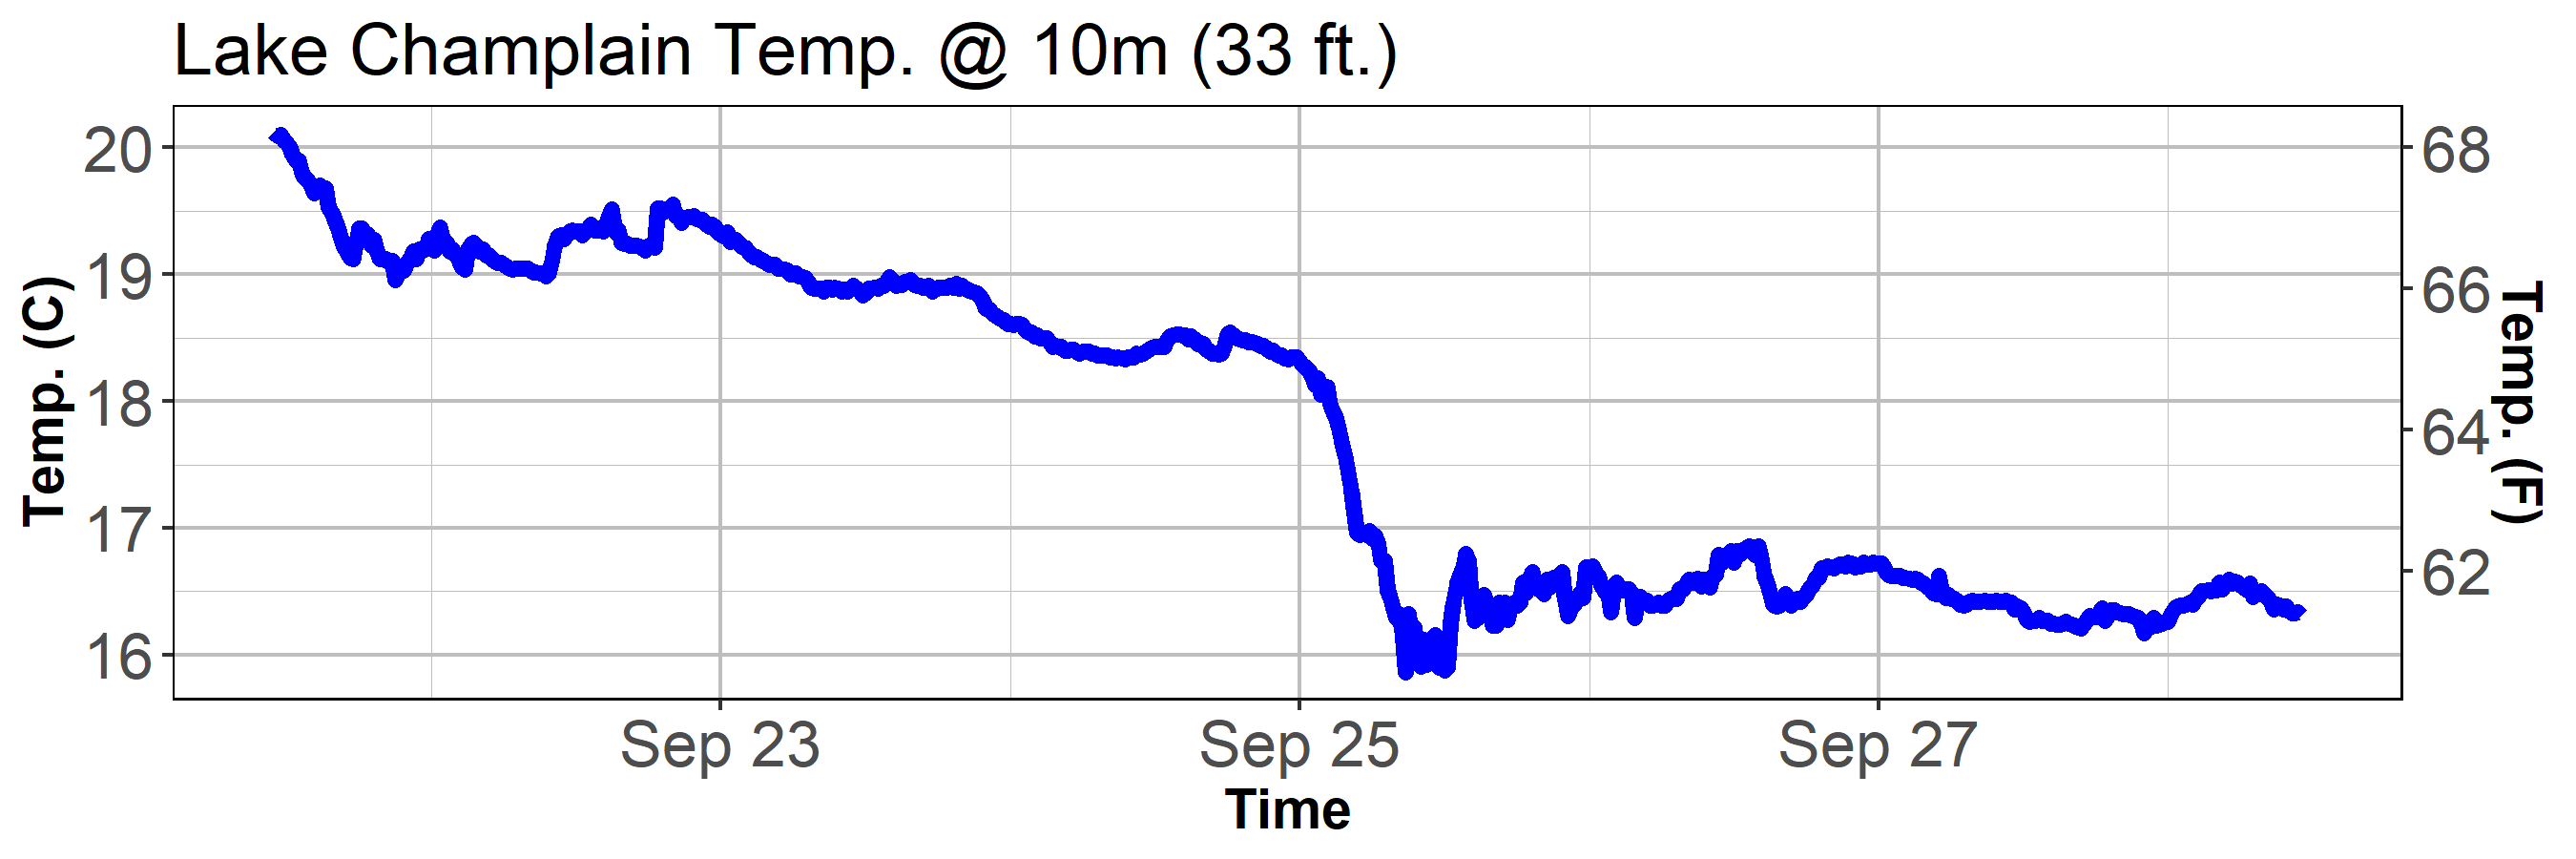 Lake Champlain Temp. @ 10m (33 ft.)
Temp. (C)
20
19
18
17
16
68
66
64
62
Temp. (F)
Sep 23
Sep 25
Sep 27
Time